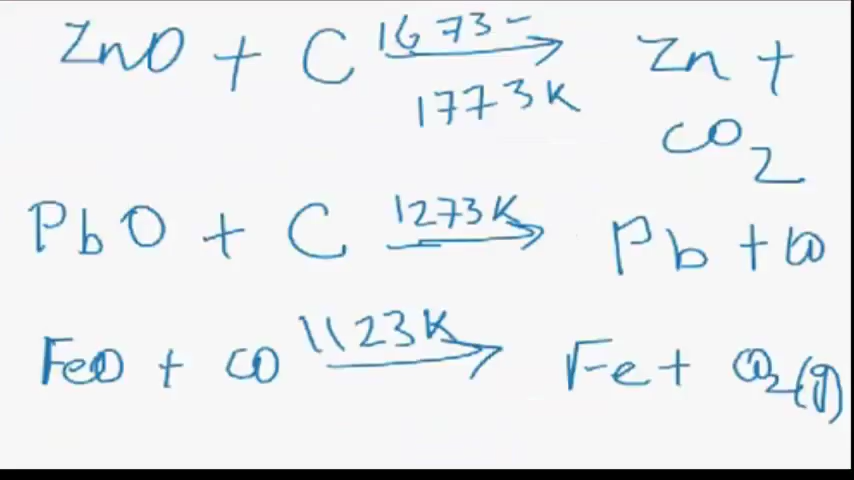 ZnO + C 1673- 1773K → Zn + CO2
PbO + C 1273K → Pb + CO
FeO + CO 1123K → Fe + CO2(g)